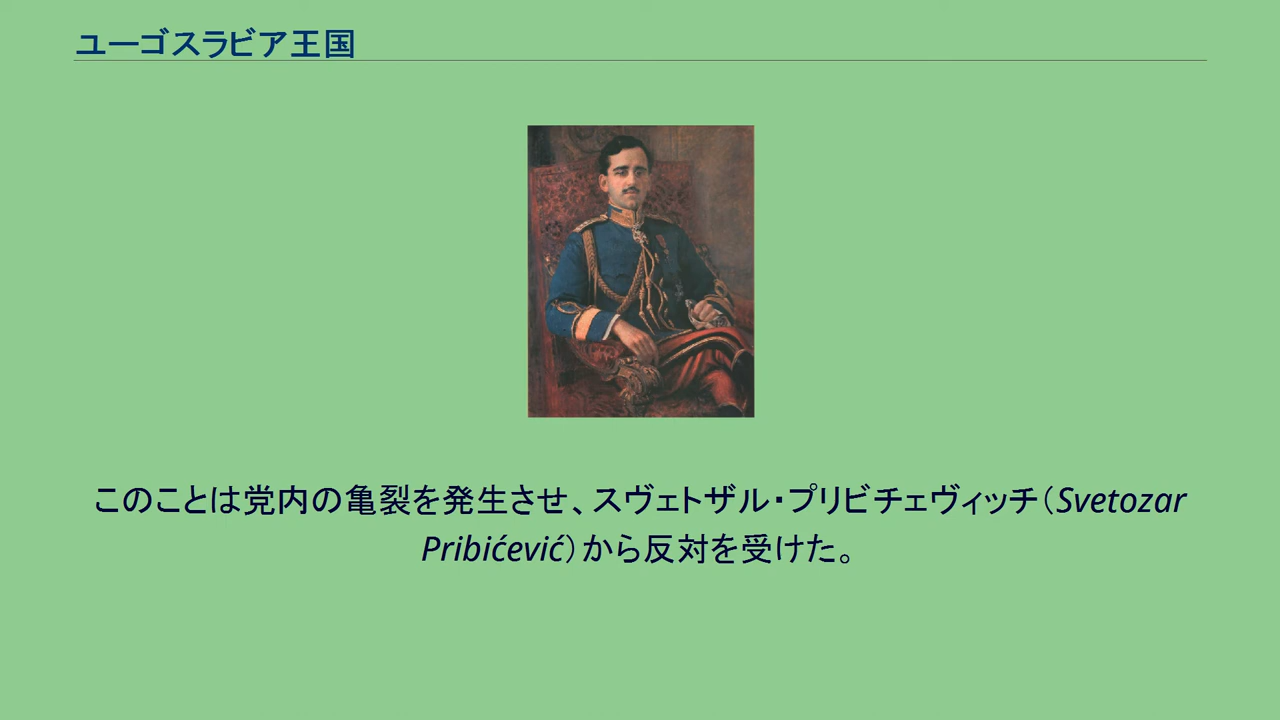 ユーゴスラビア王国
このことは党内の亀裂を発生させ、スヴェトザル・プリビチェヴィッチ（Svetozar
Pribićević）から反対を受けた。